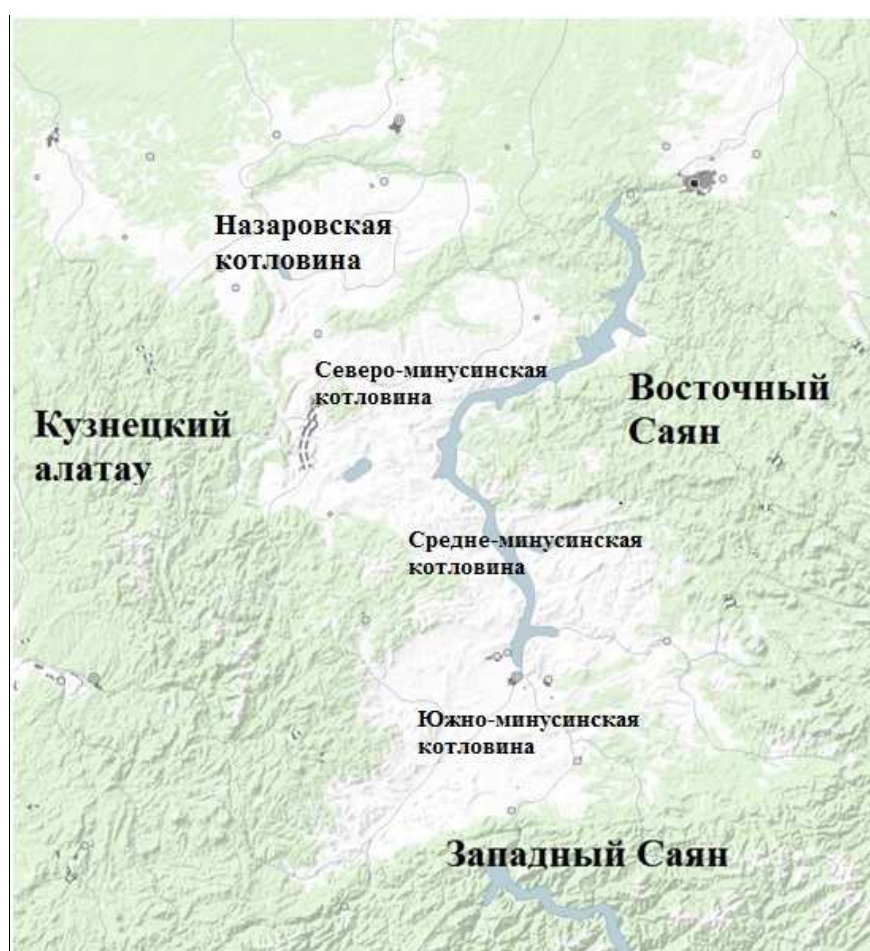 Назаровская
котловина
Северо-минусинская
котловина
Восточный
Саян
Кузнецкий
алатау
Средне-минусинская
котловина
Южно-минусинская
котловина
Западный Саян